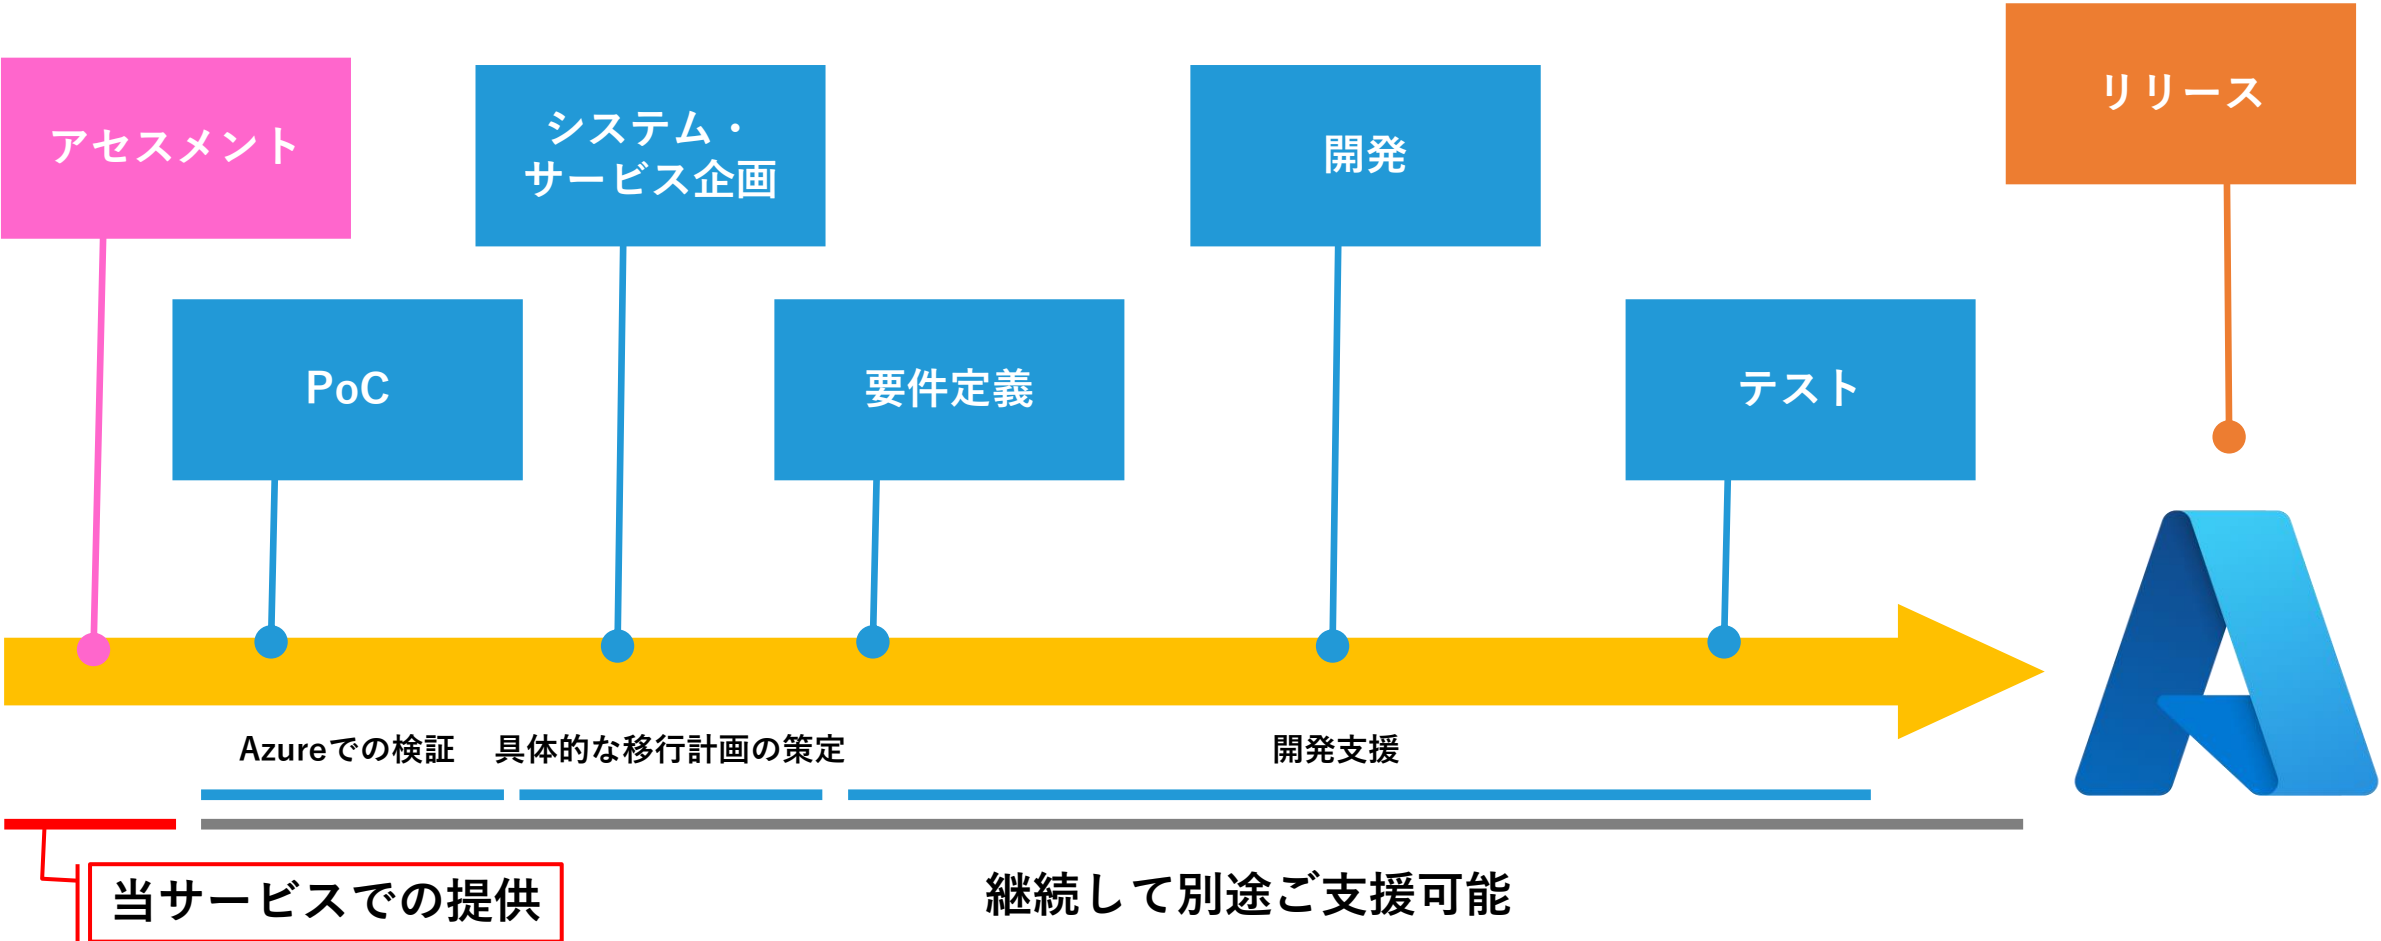 アセスメント
PoC
システム・
サービス企画
要件定義
開発
テスト
リリース
Azureでの検証
具体的な移行計画の策定
開発支援
当サービスでの提供
継続して別途ご支援可能